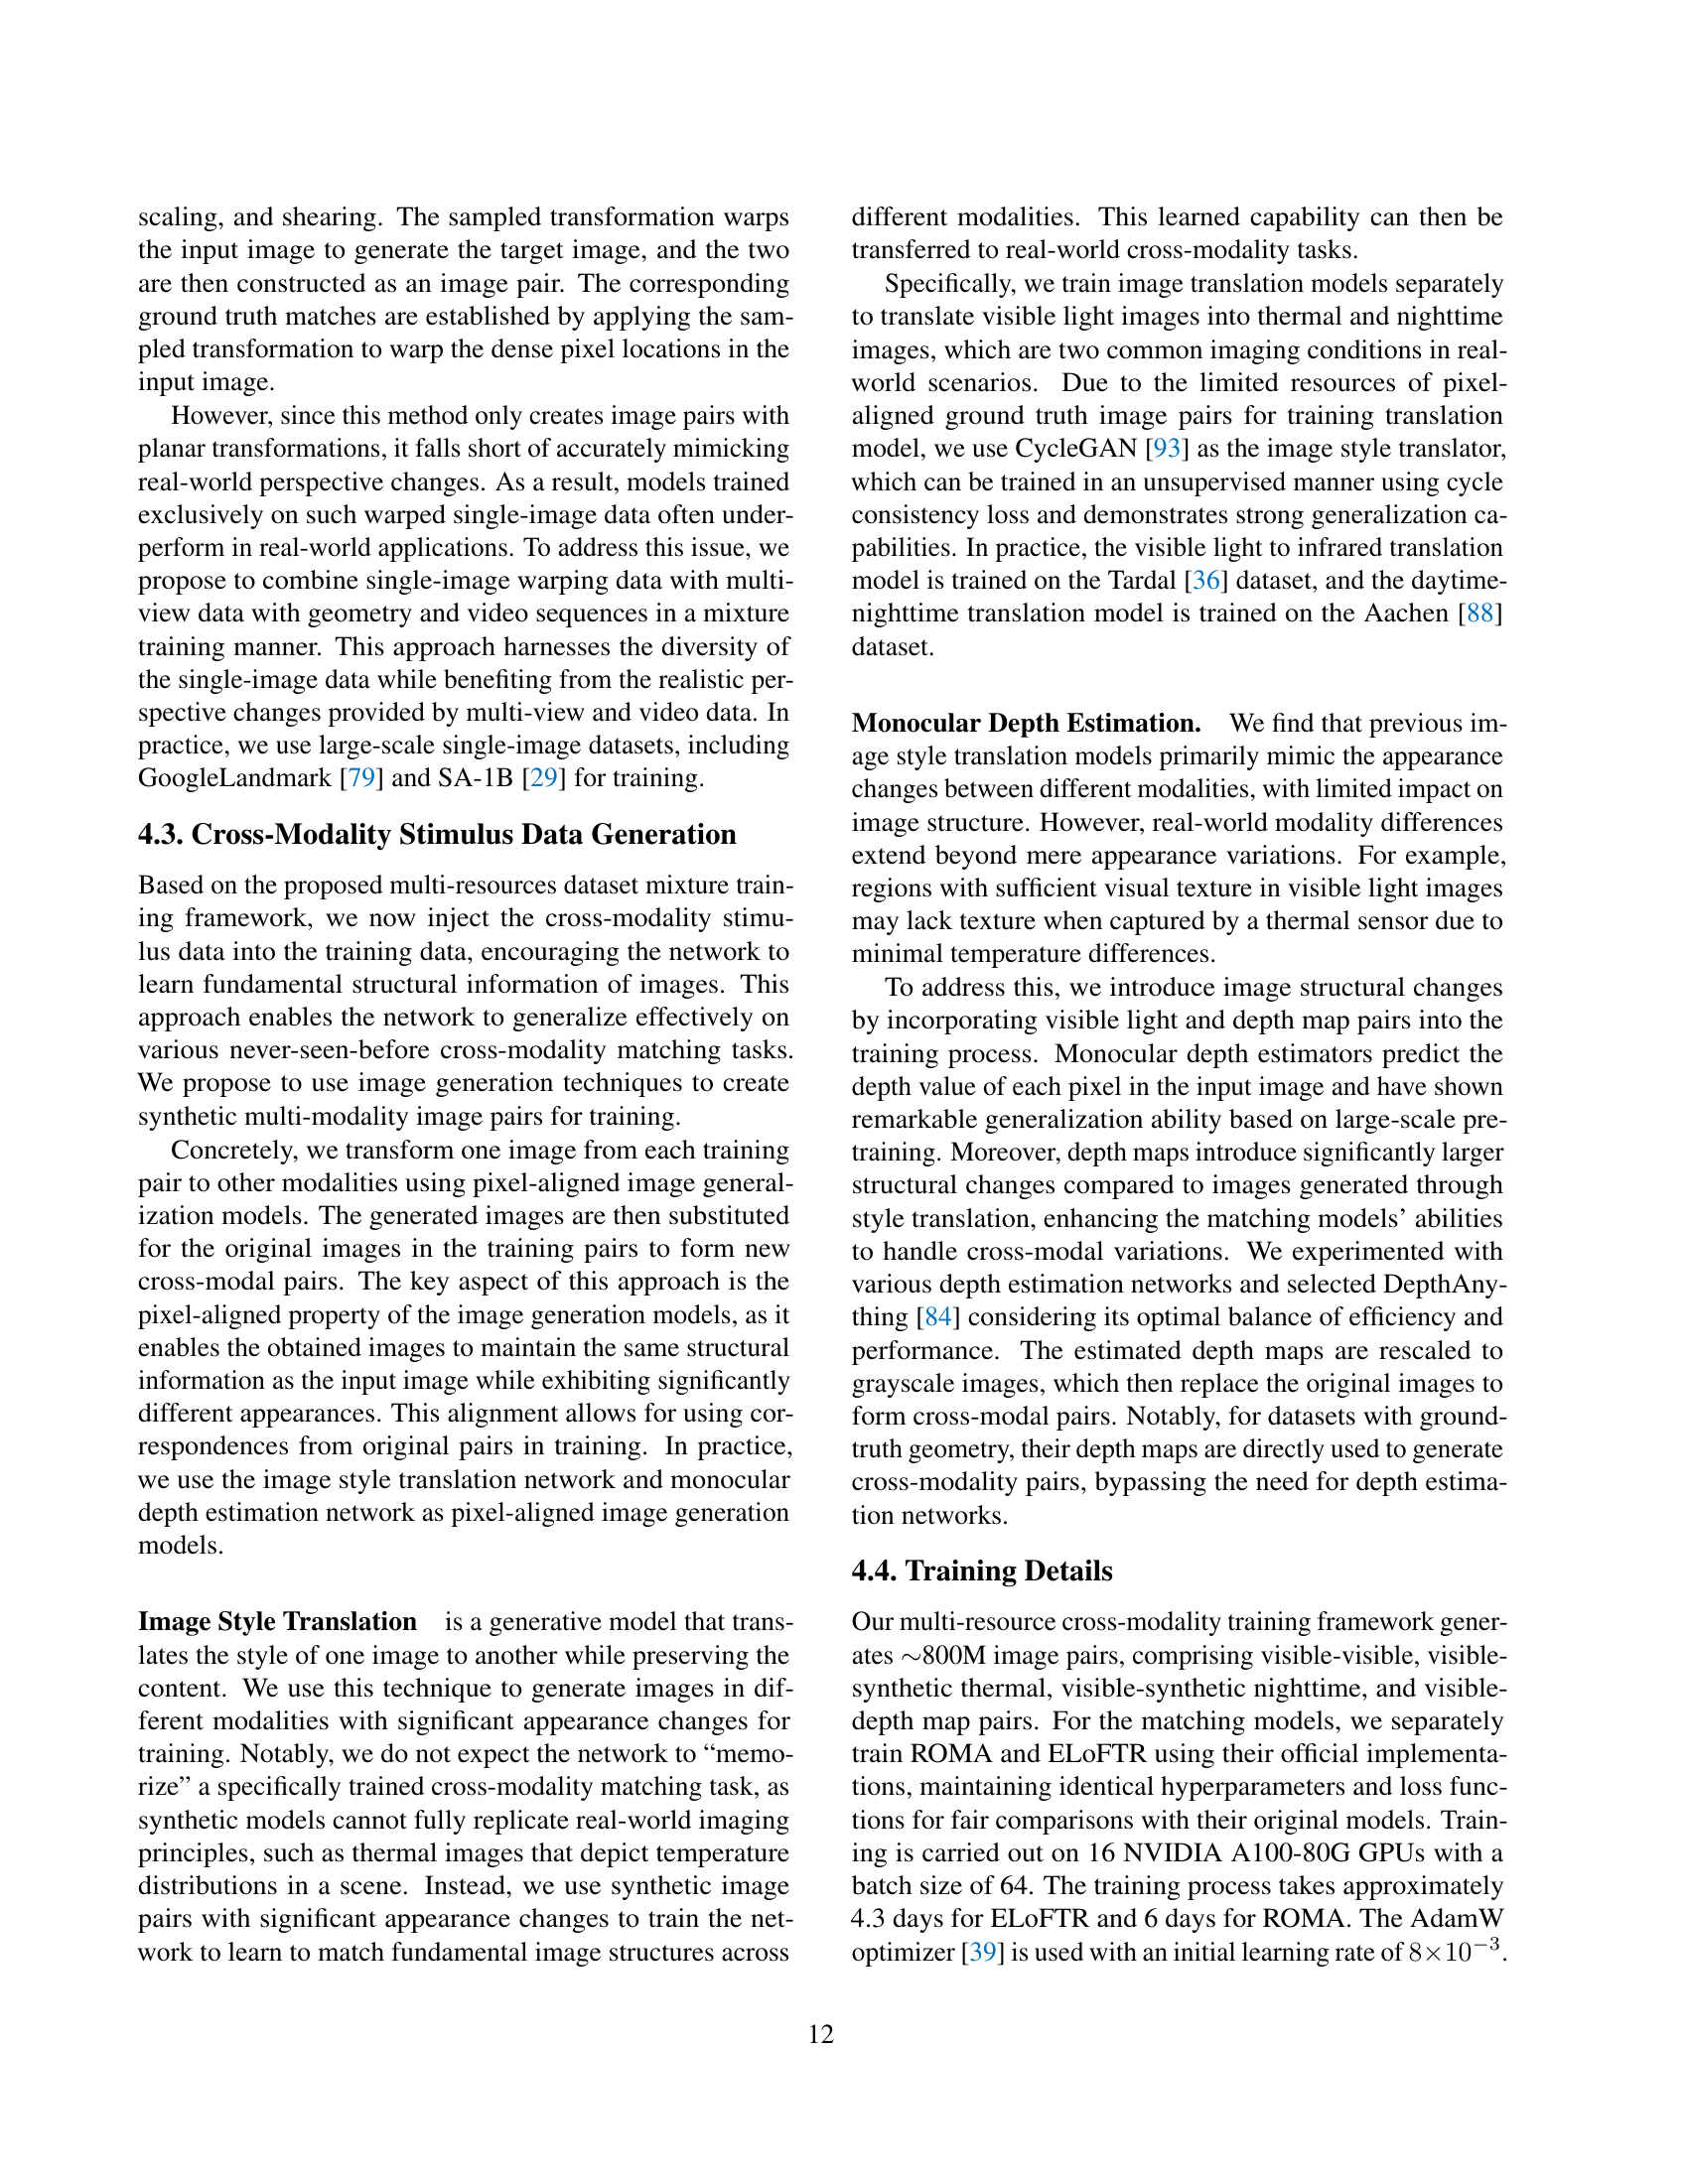 scaling, and shearing. The sampled transformation warps
the input image to generate the target image, and the two
are then constructed as an image pair. The corresponding
ground truth matches are established by applying the sam-
pled transformation to warp the dense pixel locations in the
input image.
However, since this method only creates image pairs with
planar transformations, it falls short of accurately mimicking
real-world perspective changes. As a result, models trained
exclusively on such warped single-image data often under-
perform in real-world applications. To address this issue, we
propose to combine single-image warping data with multi-
view data with geometry and video sequences in a mixture
training manner. This approach harnesses the diversity of
the single-image data while benefiting from the realistic per-
spective changes provided by multi-view and video data. In
practice, we use large-scale single-image datasets, including
GoogleLandmark [79] and SA-1B [29] for training.
4.3. Cross-Modality Stimulus Data Generation
Based on the proposed multi-resources dataset mixture train-
ing framework, we now inject the cross-modality stimu-
lus data into the training data, encouraging the network to
learn fundamental structural information of images. This
approach enables the network to generalize effectively on
various never-seen-before cross-modality matching tasks.
We propose to use image generation techniques to create
synthetic multi-modality image pairs for training.
Concretely, we transform one image from each training
pair to other modalities using pixel-aligned image general-
ization models. The generated images are then substituted
for the original images in the training pairs to form new
cross-modal pairs. The key aspect of this approach is the
pixel-aligned property of the image generation models, as it
enables the obtained images to maintain the same structural
information as the input image while exhibiting significantly
different appearances. This alignment allows for using cor-
respondences from original pairs in training. In practice,
we use the image style translation network and monocular
depth estimation network as pixel-aligned image generation
models.
Image Style Translation is a generative model that trans-
lates the style of one image to another while preserving the
content. We use this technique to generate images in dif-
ferent modalities with significant appearance changes for
training. Notably, we do not expect the network to “memo-
rize” a specifically trained cross-modality matching task, as
synthetic models cannot fully replicate real-world imaging
principles, such as thermal images that depict temperature
distributions in a scene. Instead, we use synthetic image
pairs with significant appearance changes to train the net-
work to learn to match fundamental image structures across
different modalities. This learned capability can then be
transferred to real-world cross-modality tasks.
Specifically, we train image translation models separately
to translate visible light images into thermal and nighttime
images, which are two common imaging conditions in real-
world scenarios. Due to the limited resources of pixel-
aligned ground truth image pairs for training translation
model, we use CycleGAN [93] as the image style translator,
which can be trained in an unsupervised manner using cycle
consistency loss and demonstrates strong generalization ca-
pabilities. In practice, the visible light to infrared translation
model is trained on the Tardal [36] dataset, and the daytime-
nighttime translation model is trained on the Aachen [88]
dataset.
Monocular Depth Estimation. We find that previous im-
age style translation models primarily mimic the appearance
changes between different modalities, with limited impact on
image structure. However, real-world modality differences
extend beyond mere appearance variations. For example,
regions with sufficient visual texture in visible light images
may lack texture when captured by a thermal sensor due to
minimal temperature differences.
To address this, we introduce image structural changes
by incorporating visible light and depth map pairs into the
training process. Monocular depth estimators predict the
depth value of each pixel in the input image and have shown
remarkable generalization ability based on large-scale pre-
training. Moreover, depth maps introduce significantly larger
structural changes compared to images generated through
style translation, enhancing the matching models’ abilities
to handle cross-modal variations. We experimented with
various depth estimation networks and selected DepthAny-
thing [84] considering its optimal balance of efficiency and
performance. The estimated depth maps are rescaled to
grayscale images, which then replace the original images to
form cross-modal pairs. Notably, for datasets with ground-
truth geometry, their depth maps are directly used to generate
cross-modality pairs, bypassing the need for depth estima-
tion networks.
4.4. Training Details
Our multi-resource cross-modality training framework gener-
ates ∼800M image pairs, comprising visible-visible, visible-
synthetic thermal, visible-synthetic nighttime, and visible-
depth map pairs. For the matching models, we separately
train ROMA and ELoFTR using their official implementa-
tions, maintaining identical hyperparameters and loss func-
tions for fair comparisons with their original models. Train-
ing is carried out on 16 NVIDIA A100-80G GPUs with a
batch size of 64. The training process takes approximately
4.3 days for ELoFTR and 6 days for ROMA. The AdamW
optimizer [39] is used with an initial learning rate of 8×10⁻³.
12